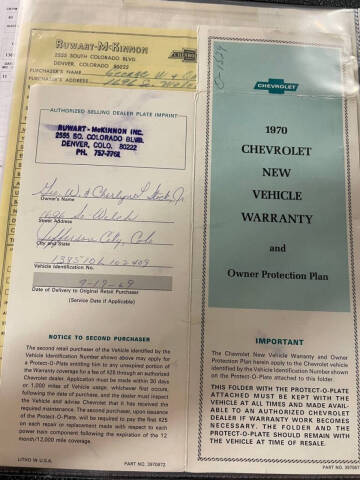 RUWART-MCKINNON
2555 SOUTH COLORADO BLVD.
DENVER, COLORADO 80222
PURCHASER'S NAME
PURCHASER'S ADDRESS
AUTHORIZED SELLING DEALER PLATE IMPRINT
RUWART - McKINNON INC.
2555 SO. COLORADO BLVD.
DENVER, COLO. 80222
PH. 757-7761
Owner's Name
1696 So. Welch
Street Address
Jefferson City, Colo
City and State
Vehicle Identification No.
9-19-69
Date of Delivery to Original Retail Purchaser
(Service Date if Applicable)
NOTICE TO SECOND PURCHASER
The second retail purchaser of the Vehicle identified by the
Vehicle Number shown above may apply for
a Protect-O-Plate entitling him to any unexpired portion of
the Warranty coverage for a fee of $25 through an authorized
Chevrolet dealer. Application must be made within 30 days
or 1,000 miles of Vehicle usage, whichever first occurs,
following the date of purchase, and the dealer must inspect
the Vehicle and advise Chevrolet that it has received the
required maintenance. The second purchaser, upon issuance
of the Protect-O-Plate, will be required to pay the first $25
on each repair or replacement made with respect to each
power train component following the expiration of the 12
month/12,000 mile coverage.
LITHO IN U.S.A.
PART NO. 3970872
CHEVROLET
1970
CHEVROLET
NEW
VEHICLE
WARRANTY
and
Owner Protection Plan
IMPORTANT
The Chevrolet New Vehicle Warranty and Owner
Protection Plan herein apply to the Chevrolet vehicle
identified by the Vehicle Identification Number shown
on the Protect-O-Plate attached to this folder.
THIS FOLDER WITH THE PROTECT-O-PLATE
ATTACHED MUST BE KEPT WITH THE
VEHICLE AT ALL TIMES AND MADE AVAIL-
ABLE TO AN AUTHORIZED CHEVROLET
DEALER IF WARRANTY WORK BECOMES
NECESSARY. THE FOLDER AND THE
PROTECT-O-PLATE SHOULD REMAIN WITH
THE VEHICLE AT TIME OF RESALE.